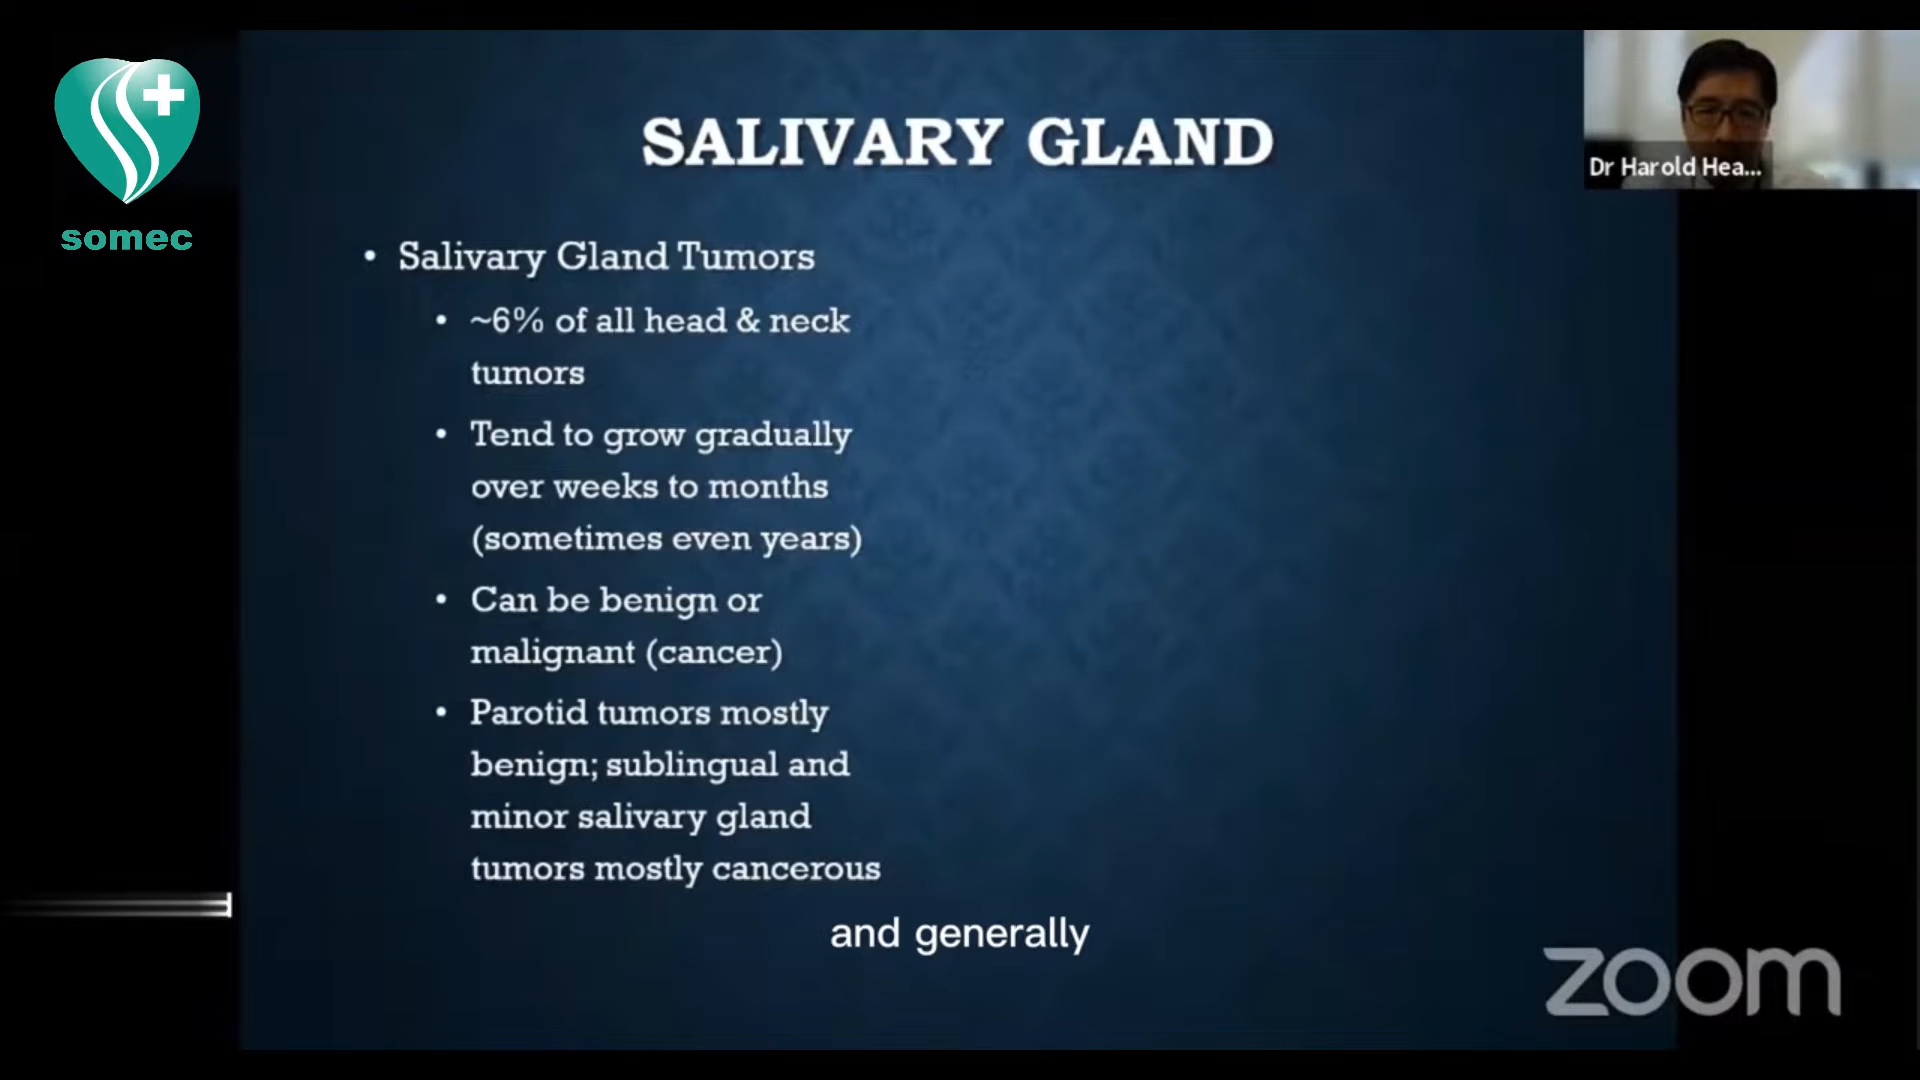 somec
SALIVARY GLAND
Dr Harold Hea...
• Salivary Gland Tumors
• ~6% of all head & neck
tumors
• Tend to grow gradually
over weeks to months
(sometimes even years)
• Can be benign or
malignant (cancer)
• Parotid tumors mostly
benign; sublingual and
minor salivary gland
tumors mostly cancerous
and generally
zoom